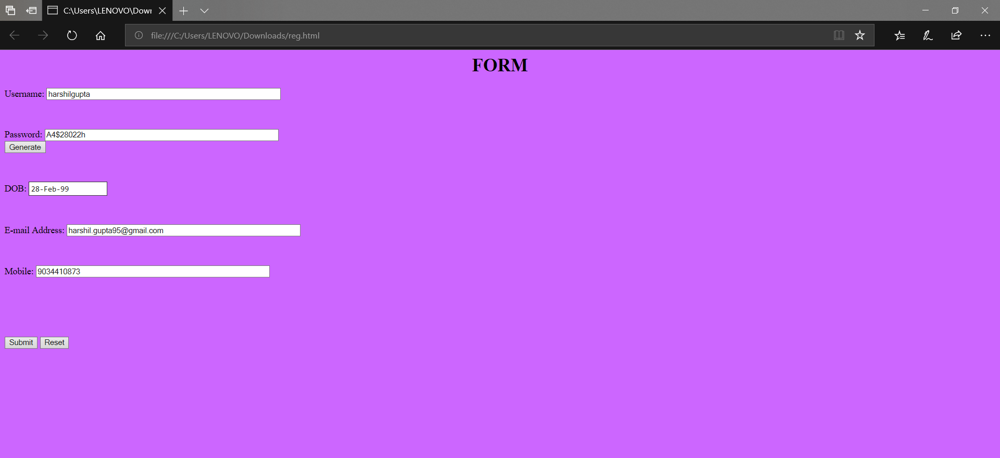 C:\Users\LENOVO\Down
file:///C:/Users/LENOVO/Downloads/reg.html
FORM
Username: harshilgupta
Password: A4$28022h
Generate
DOB: 28-Feb-99
E-mail Address: harshil.gupta95@gmail.com
Mobile: 9034410873
Submit Reset